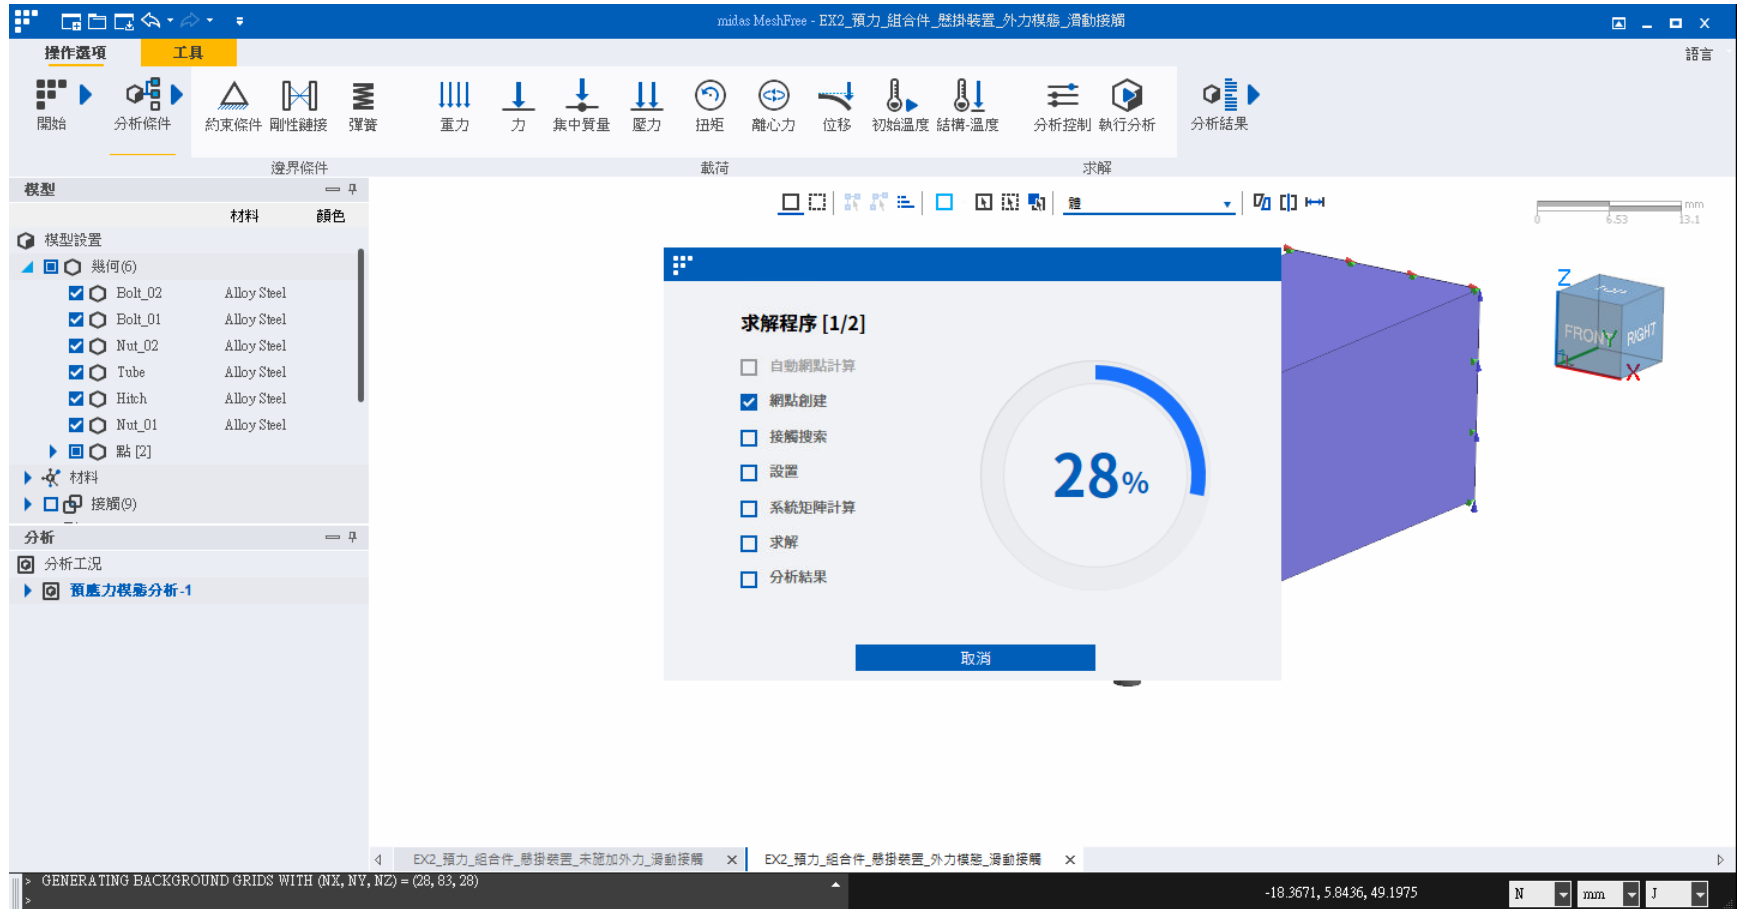 midas MeshFree - EX2_預力_組合件_懸掛裝置_外力模態_滑動接觸
操作選項 工具 語言
開始 分析條件 約束條件 剛性鏈接 彈簧 重力 力 集中質量 壓力 扭矩 離心力 位移 初始溫度 結構-溫度 分析控制 執行分析 分析結果
邊界條件 載荷 求解
模型
材料 顏色
模型設置
幾何(6)
Bolt_02 Alloy Steel
Bolt_01 Alloy Steel
Nut_02 Alloy Steel
Tube Alloy Steel
Hitch Alloy Steel
Nut_01 Alloy Steel
點 [2]
材料
接觸(9)
分析
分析工況
預應力模態分析-1
體
mm
0 6.53 13.1
Z
FRONT RIGHT
Y
X
求解程序 [1/2]
自動網點計算
網點創建
接觸搜索
設置
系統矩陣計算
求解
分析結果
28%
取消
EX2_預力_組合件_懸掛裝置_未施加外力_滑動接觸 EX2_預力_組合件_懸掛裝置_外力模態_滑動接觸
> GENERATING BACKGROUND GRIDS WITH (NX, NY, NZ) = (28, 83, 28)
>
-18.3671, 5.8436, 49.1975 N mm J